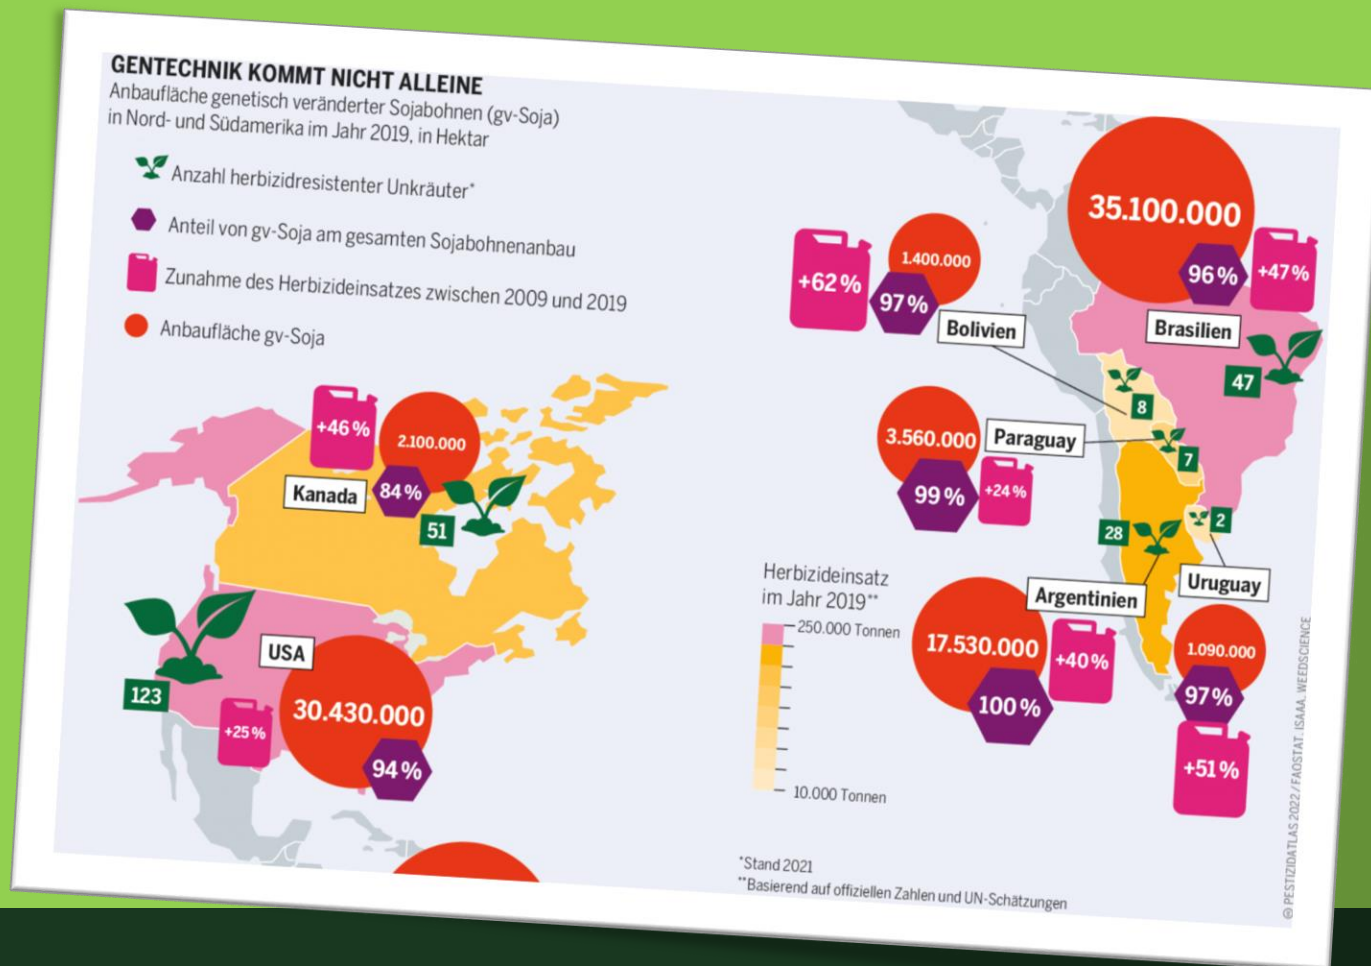 GENTECHNIK KOMMT NICHT ALLEINE
Anbaufläche genetisch veränderter Sojabohnen (gv-Soja)
in Nord- und Südamerika im Jahr 2019, in Hektar
Anzahl herbizidresistenter Unkräuter*
Anteil von gv-Soja am gesamten Sojabohnenanbau
Zunahme des Herbizideinsatzes zwischen 2009 und 2019
Anbaufläche gv-Soja
+46 %
2.100.000
Kanada
84 %
51
USA
123
30.430.000
+25 %
94 %
35.100.000
96 %
+47 %
Brasilien
47
1.400.000
+62 %
97 %
Bolivien
8
3.560.000
Paraguay
7
99 %
+24 %
28
2
Argentinien
Uruguay
17.530.000
+40 %
100 %
1.090.000
97 %
+51 %
Herbizideinsatz
im Jahr 2019**
250.000 Tonnen
10.000 Tonnen
*Stand 2021
**Basierend auf offiziellen Zahlen und UN-Schätzungen
PESTIZIDATLAS 2022 / FAOSTAT, ISAAA, WEEDSCIENCE